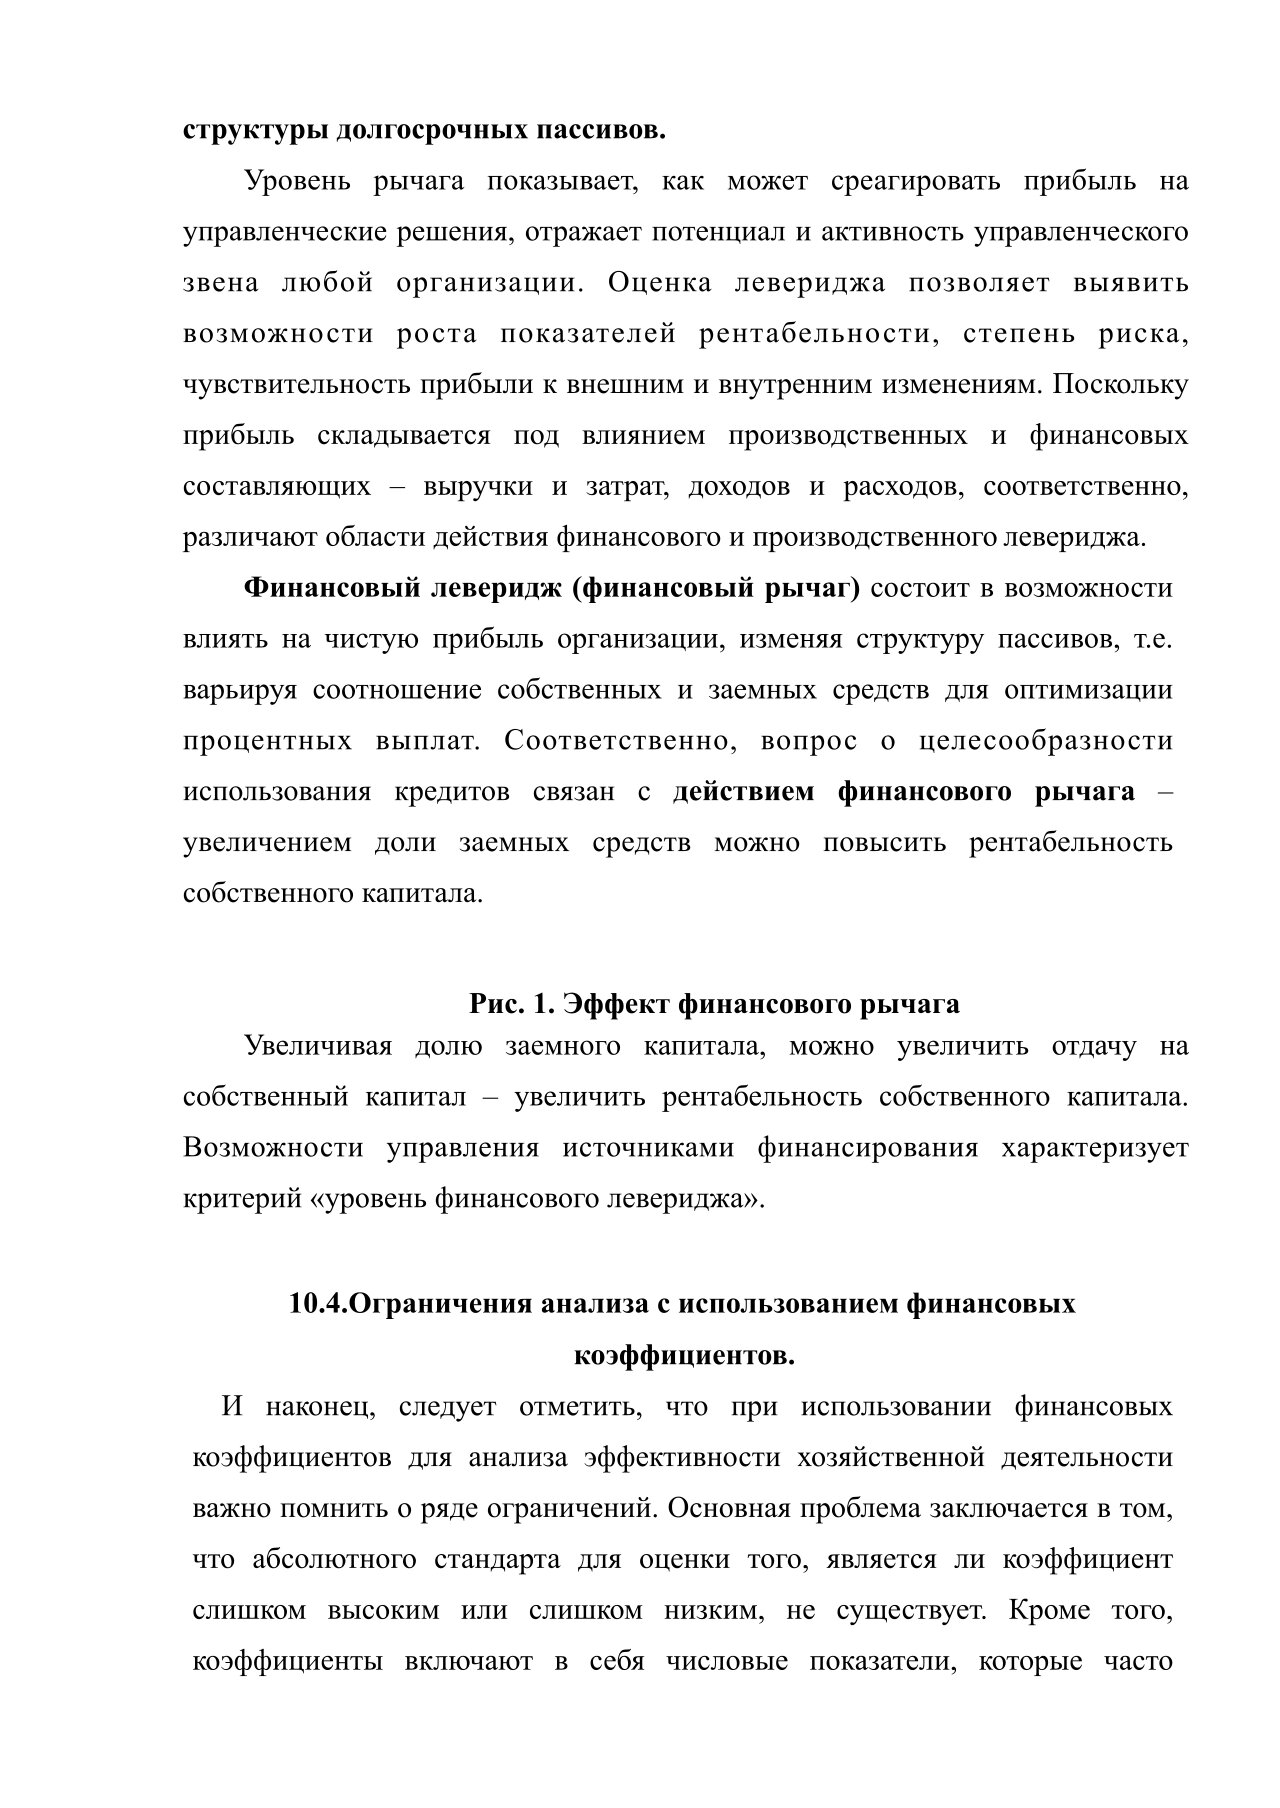 структуры долгосрочных пассивов.
Уровень рычага показывает, как может среагировать прибыль на
управленческие решения, отражает потенциал и активность управленческого
звена любой организации. Оценка левериджа позволяет выявить
возможности роста показателей рентабельности, степень риска,
чувствительность прибыли к внешним и внутренним изменениям. Поскольку
прибыль складывается под влиянием производственных и финансовых
составляющих – выручки и затрат, доходов и расходов, соответственно,
различают области действия финансового и производственного левериджа.
Финансовый леверидж (финансовый рычаг) состоит в возможности
влиять на чистую прибыль организации, изменяя структуру пассивов, т.е.
варьируя соотношение собственных и заемных средств для оптимизации
процентных выплат. Соответственно, вопрос о целесообразности
использования кредитов связан с действием финансового рычага –
увеличением доли заемных средств можно повысить рентабельность
собственного капитала.
Рис. 1. Эффект финансового рычага
Увеличивая долю заемного капитала, можно увеличить отдачу на
собственный капитал – увеличить рентабельность собственного капитала.
Возможности управления источниками финансирования характеризует
критерий «уровень финансового левериджа».
10.4.Ограничения анализа с использованием финансовых
коэффициентов.
И наконец, следует отметить, что при использовании финансовых
коэффициентов для анализа эффективности хозяйственной деятельности
важно помнить о ряде ограничений. Основная проблема заключается в том,
что абсолютного стандарта для оценки того, является ли коэффициент
слишком высоким или слишком низким, не существует. Кроме того,
коэффициенты включают в себя числовые показатели, которые часто